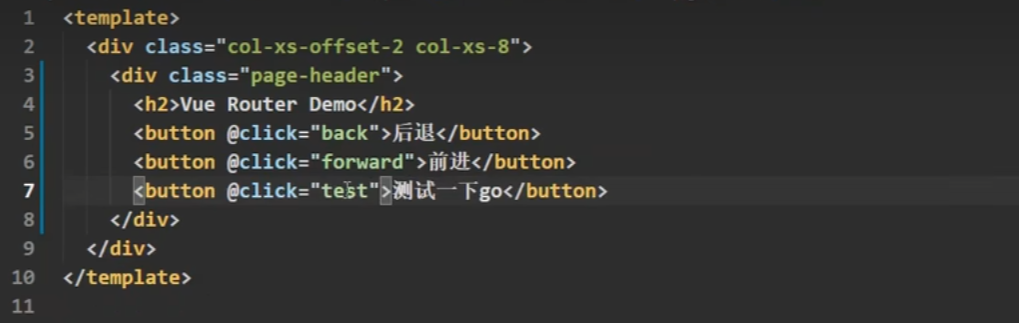 1 <template>
2 <div class="col-xs-offset-2 col-xs-8">
3 <div class="page-header">
4 <h2>Vue Router Demo</h2>
5 <button @click="back">后退</button>
6 <button @click="forward">前进</button>
7 <button @click="test">测试一下go</button>
8 </div>
9 </div>
10 </template>
11